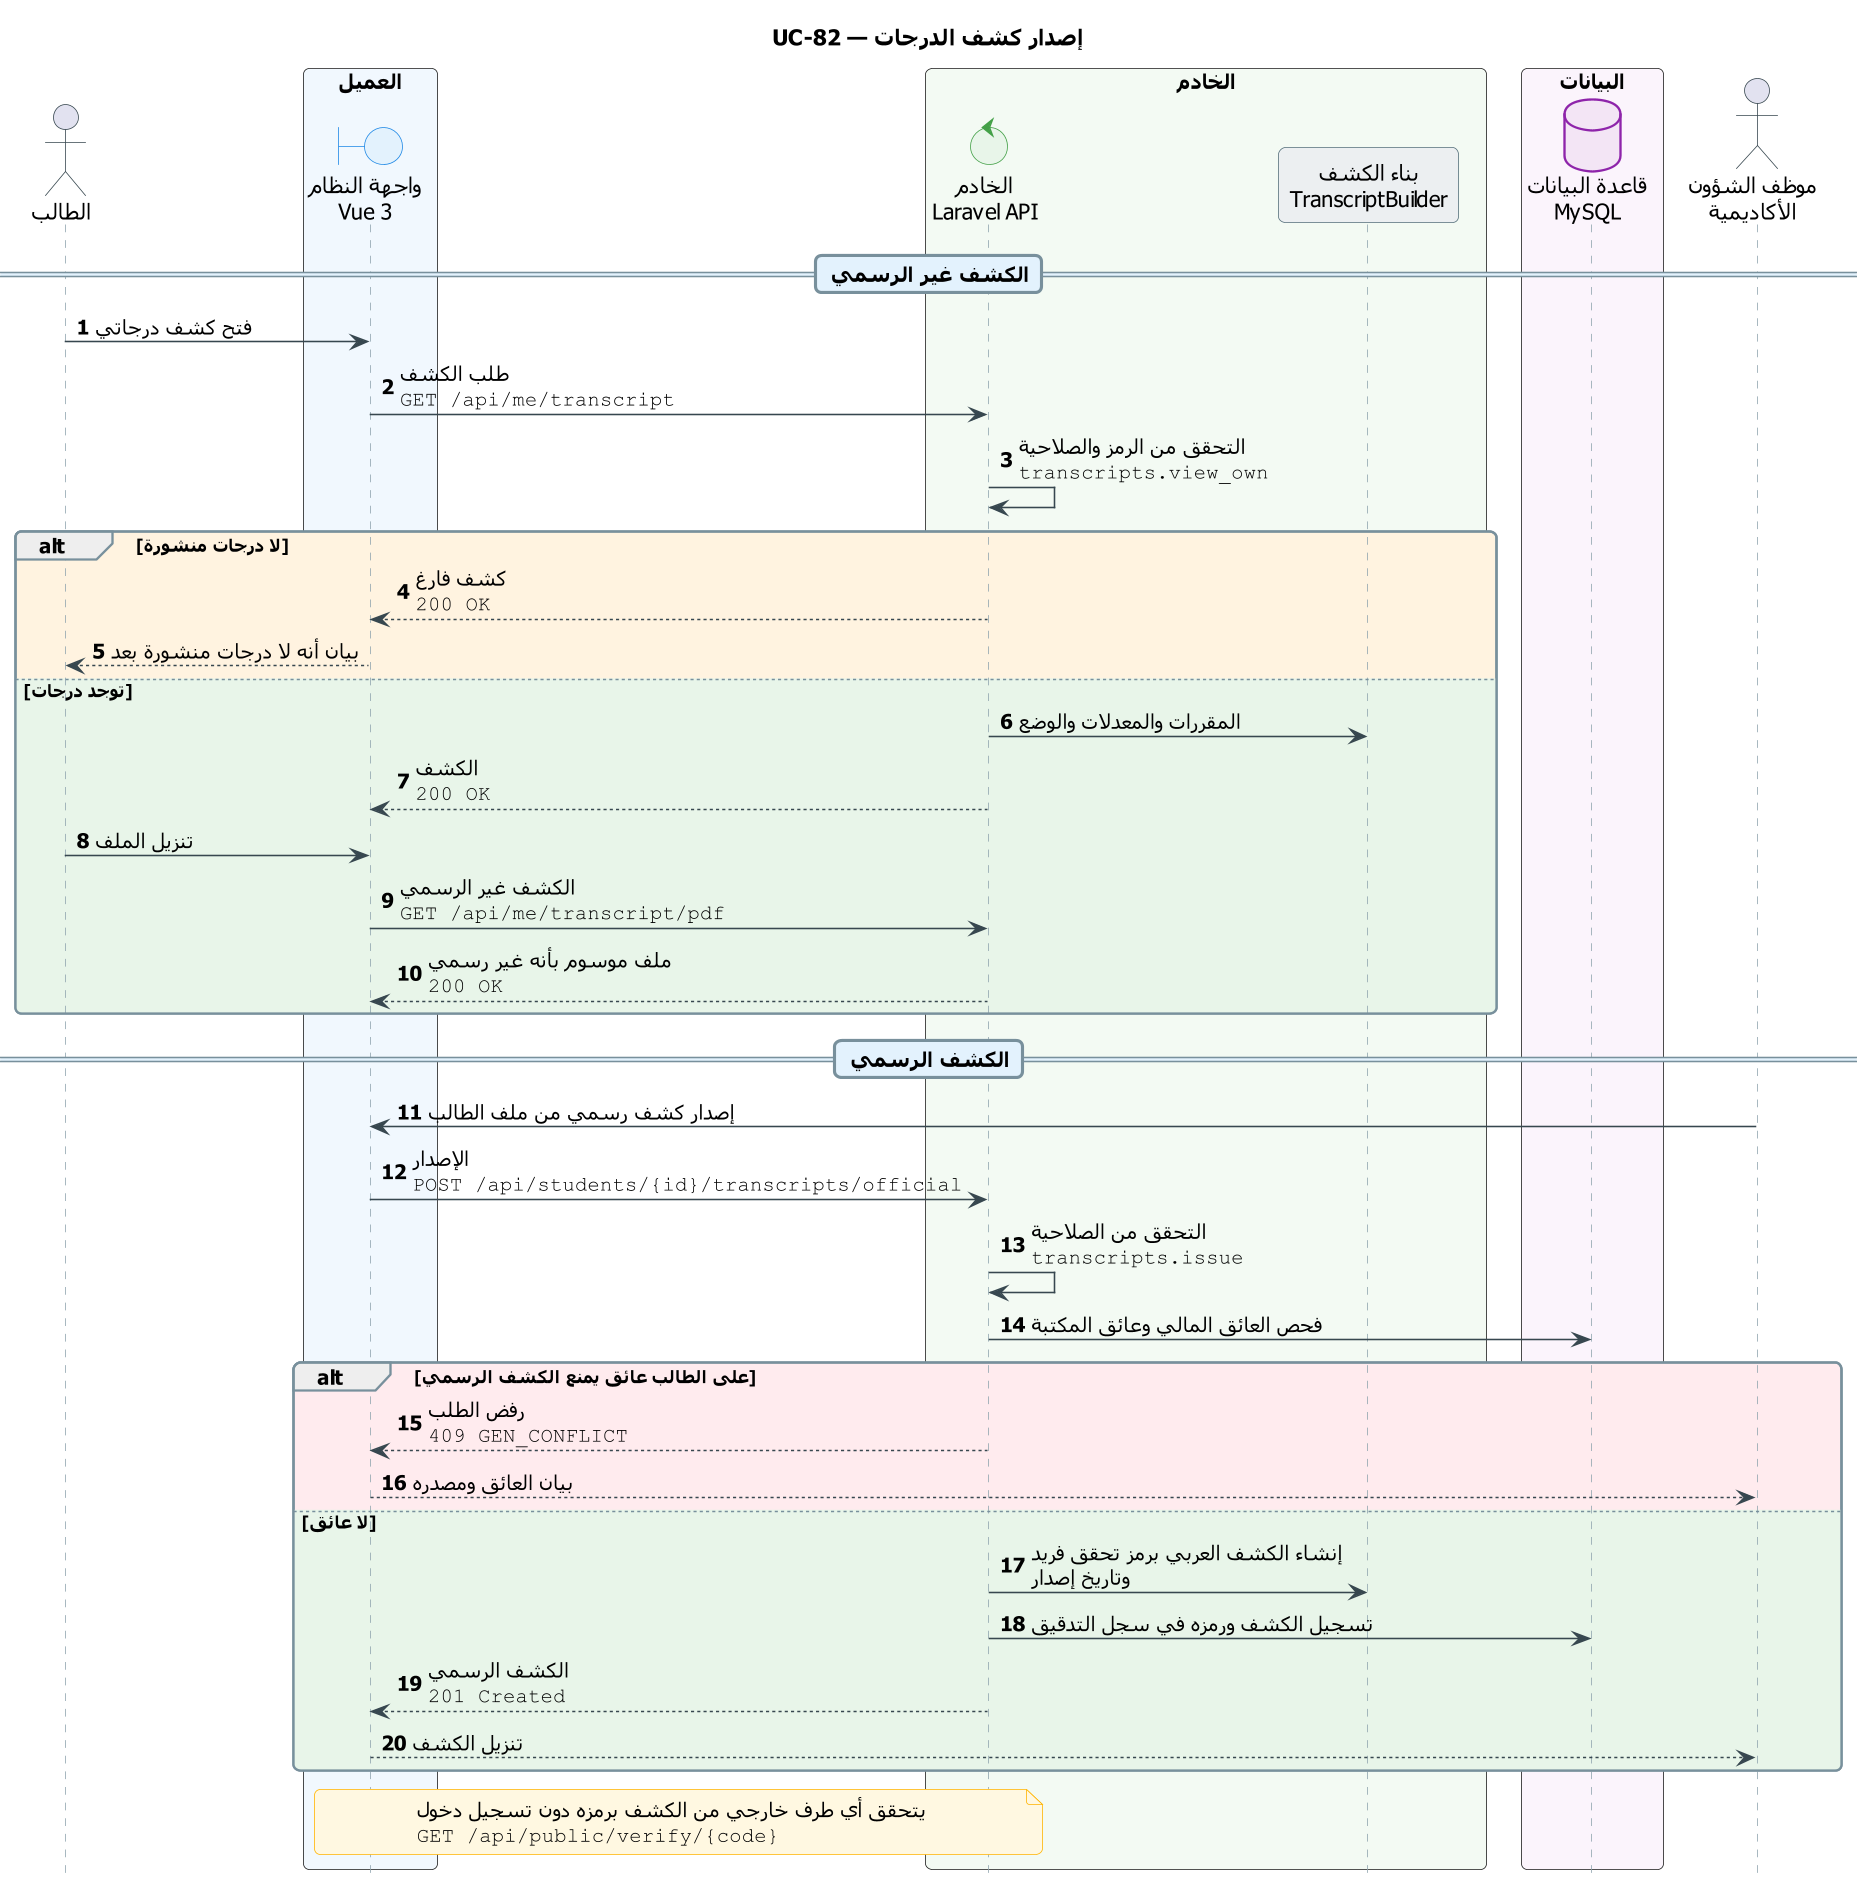 UC-82 — إصدار كشف الدرجات
العميل
الخادم
البيانات
الطالب
واجهة النظام
Vue 3
الخادم
Laravel API
بناء الكشف
TranscriptBuilder
قاعدة البيانات
MySQL
موظف الشؤون
الأكاديمية
الكشف غير الرسمي
1 فتح كشف درجاتي
2 طلب الكشف
GET /api/me/transcript
3 التحقق من الرمز والصلاحية
transcripts.view_own
alt [لا درجات منشورة]
4 كشف فارغ
200 OK
5 بيان أنه لا درجات منشورة بعد
[توجد درجات]
6 المقررات والمعدلات والوضع
7 الكشف
200 OK
8 تنزيل الملف
9 الكشف غير الرسمي
GET /api/me/transcript/pdf
10 ملف موسوم بأنه غير رسمي
200 OK
الكشف الرسمي
11 إصدار كشف رسمي من ملف الطالب
12 الإصدار
POST /api/students/{id}/transcripts/official
13 التحقق من الصلاحية
transcripts.issue
14 فحص العائق المالي وعائق المكتبة
alt [على الطالب عائق يمنع الكشف الرسمي]
15 رفض الطلب
409 GEN_CONFLICT
16 بيان العائق ومصدره
[لا عائق]
17 إنشاء الكشف العربي برمز تحقق فريد
وتاريخ إصدار
18 تسجيل الكشف ورمزه في سجل التدقيق
19 الكشف الرسمي
201 Created
20 تنزيل الكشف
يتحقق أي طرف خارجي من الكشف برمزه دون تسجيل دخول
GET /api/public/verify/{code}